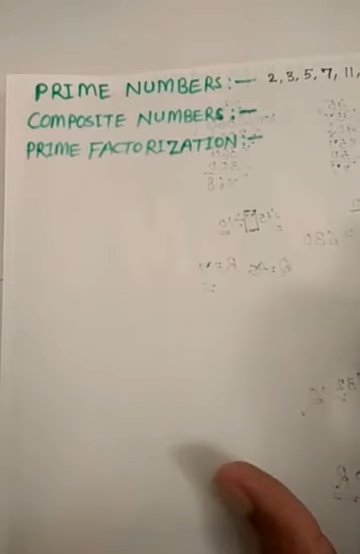 PRIME NUMBERS:— 2, 3, 5, 7, 11,
COMPOSITE NUMBERS:—
PRIME FACTORIZATION:—